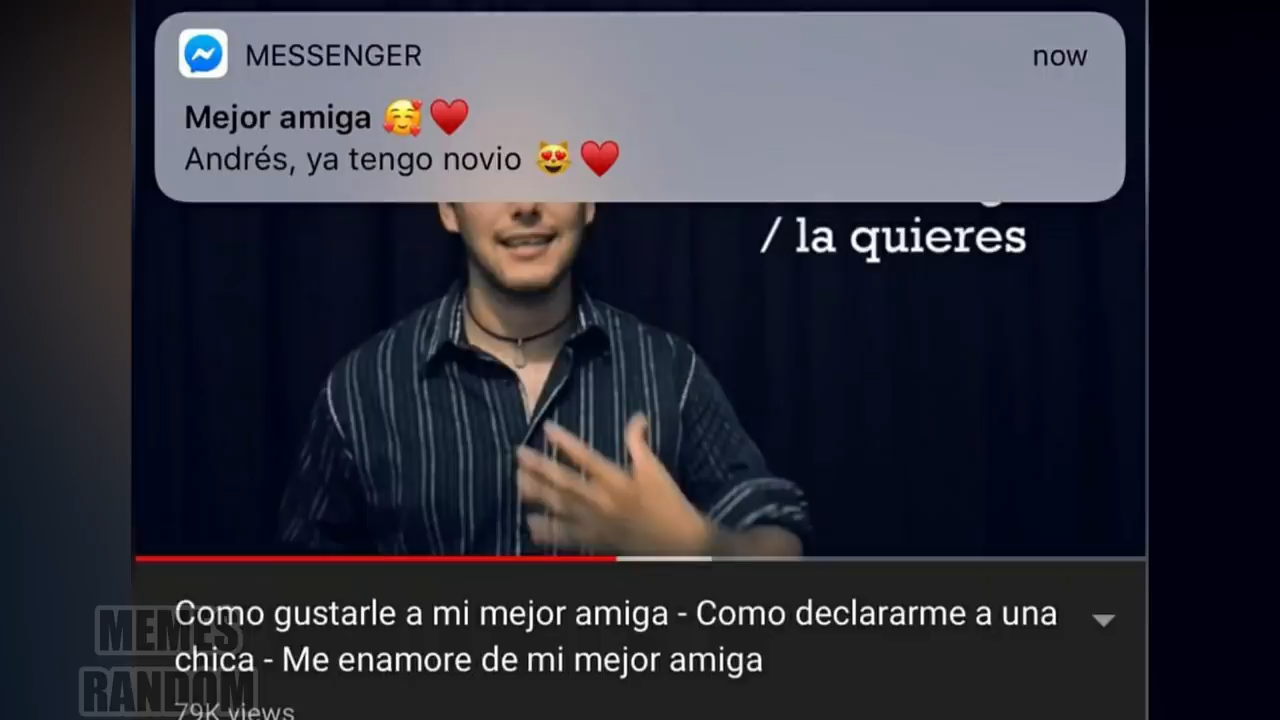 MESSENGER now
Mejor amiga 🥰♥️
Andrés, ya tengo novio 😻♥️
/ la quieres
Como gustarle a mi mejor amiga - Como declararme a una
chica - Me enamore de mi mejor amiga
79K views
MEMES
RANDOM